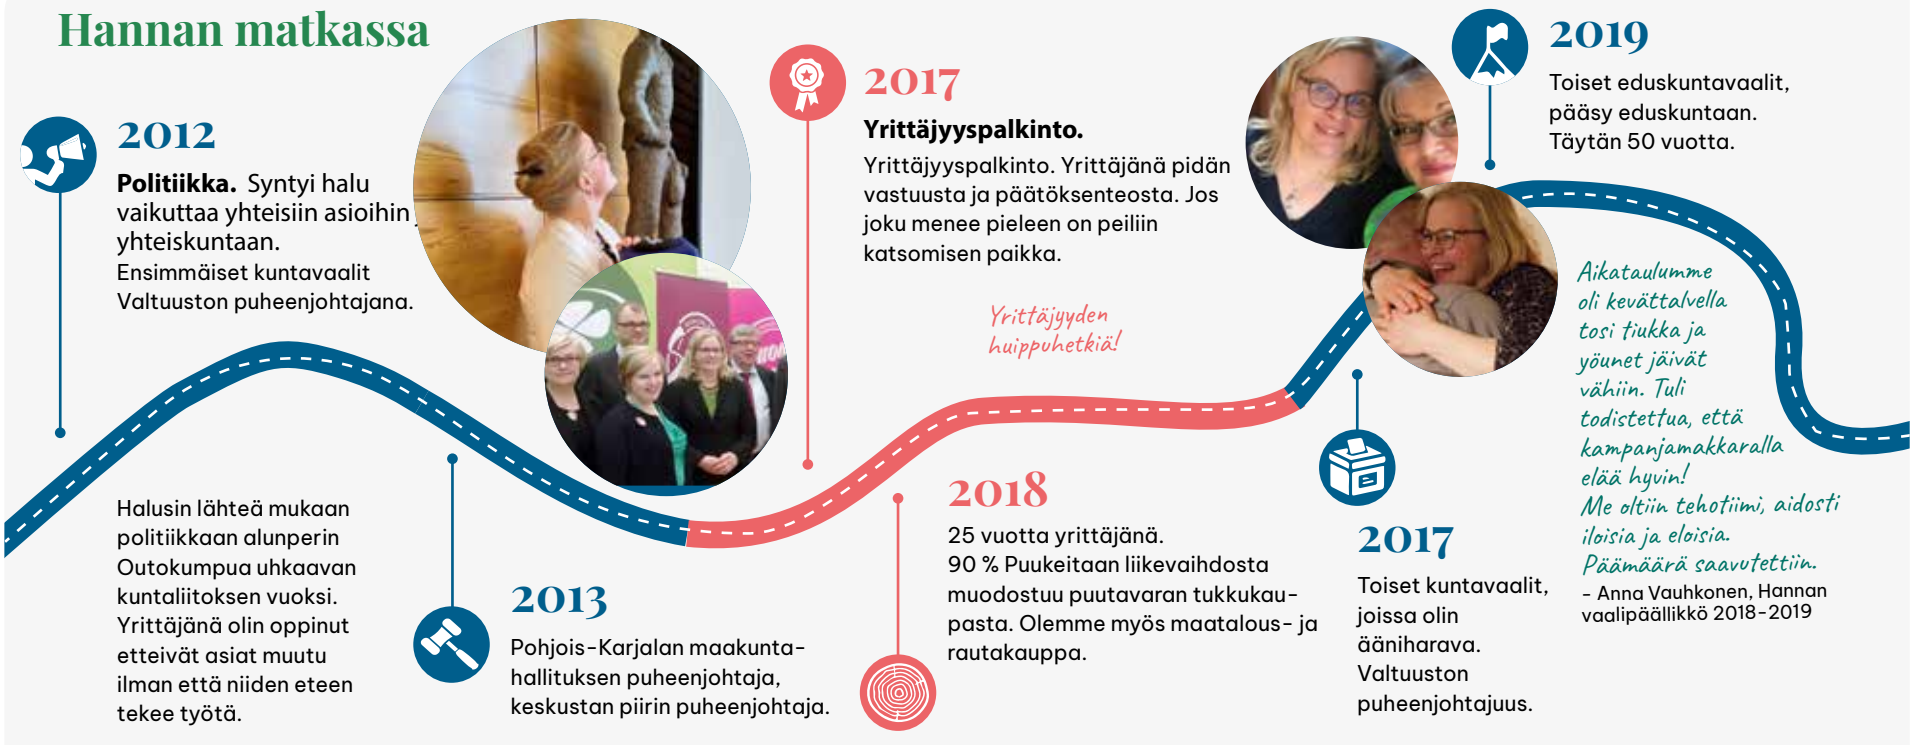 Hannan matkassa
2012
Politiikka. Syntyi halu
vaikuttaa yhteisiin asioihin
yhteiskuntaan.
Ensimmäiset kuntavaalit
Valtuuston puheenjohtajana.
Halusin lähteä mukaan
politiikkaan alunperin
Outokumpua uhkaavan
kuntaliitoksen vuoksi.
Yrittäjänä olin oppinut
etteivät asiat muutu
ilman että niiden eteen
tekee työtä.
2013
Pohjois-Karjalan maakunta-
hallituksen puheenjohtaja,
keskustan piirin puheenjohtaja.
2017
Yrittäjyyspalkinto.
Yrittäjyyspalkinto. Yrittäjänä pidän
vastuusta ja päätöksenteosta. Jos
joku menee pieleen on peiliin
katsomisen paikka.
Yrittäjyyden
huippuhetkiä!
2018
25 vuotta yrittäjänä.
90 % Puukeitaan liikevaihdosta
muodostuu puutavaran tukkukau-
pasta. Olemme myös maatalous- ja
rautakauppa.
2017
Toiset kuntavaalit,
joissa olin
ääniharava.
Valtuuston
puheenjohtajuus.
2019
Toiset eduskuntavaalit,
pääsy eduskuntaan.
Täytän 50 vuotta.
Aikataulumme
oli kevättalvella
tosi tiukka ja
yöunet jäivät
vähiin. Tuli
todistettua, että
kampanjamakkaralla
elää hyvin!
Me oltiin tehotiimi, aidosti
iloisia ja eloisia.
Päämäärä saavutettiin.
- Anna Vauhkonen, Hannan
vaalipäällikkö 2018-2019